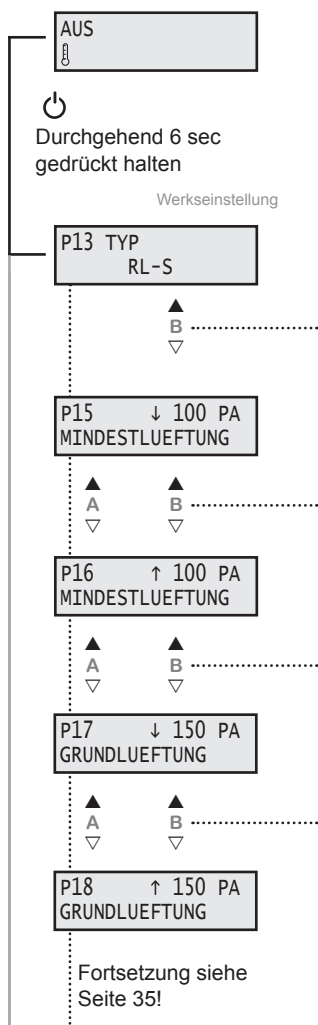 AUS
Durchgehend 6 sec
gedrückt halten
Werkseinstellung
P13 TYP
RL-S
▲
B
▽
P15 ↓ 100 PA
MINDESTLUEFTUNG
▲ ▲
A B
▽ ▽
P16 ↑ 100 PA
MINDESTLUEFTUNG
▲ ▲
A B
▽ ▽
P17 ↓ 150 PA
GRUNDLUEFTUNG
▲ ▲
A B
▽ ▽
P18 ↑ 150 PA
GRUNDLUEFTUNG
Fortsetzung siehe
Seite 35!